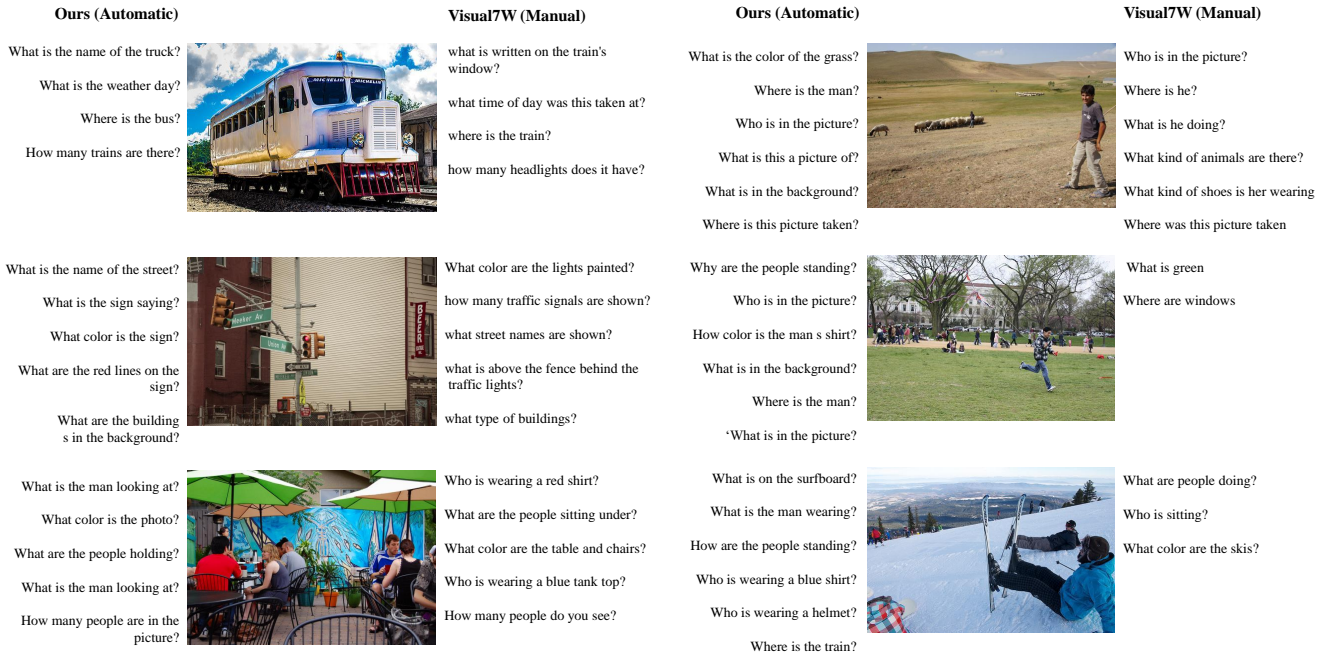 Ours (Automatic)
Visual7W (Manual)
What is the name of the truck?
What is the weather day?
Where is the bus?
How many trains are there?
MICHELIN MICHELIN
what is written on the train's
window?
what time of day was this taken at?
where is the train?
how many headlights does it have?
What is the name of the street?
What is the sign saying?
What color is the sign?
What are the red lines on the
sign?
What are the building
s in the background?
Meeker Av
Union Av
BEER
What color are the lights painted?
how many traffic signals are shown?
what street names are shown?
what is above the fence behind the
traffic lights?
what type of buildings?
What is the man looking at?
What color is the photo?
What are the people holding?
What is the man looking at?
How many people are in the
picture?
Who is wearing a red shirt?
What are the people sitting under?
What color are the table and chairs?
Who is wearing a blue tank top?
How many people do you see?
Ours (Automatic)
Visual7W (Manual)
What is the color of the grass?
Where is the man?
Who is in the picture?
What is this a picture of?
What is in the background?
Where is this picture taken?
Who is in the picture?
Where is he?
What is he doing?
What kind of animals are there?
What kind of shoes is her wearing
Where was this picture taken
Why are the people standing?
Who is in the picture?
How color is the man s shirt?
What is in the background?
Where is the man?
‘What is in the picture?
What is green
Where are windows
What is on the surfboard?
What is the man wearing?
How are the people standing?
Who is wearing a blue shirt?
Who is wearing a helmet?
Where is the train?
What are people doing?
Who is sitting?
What color are the skis?